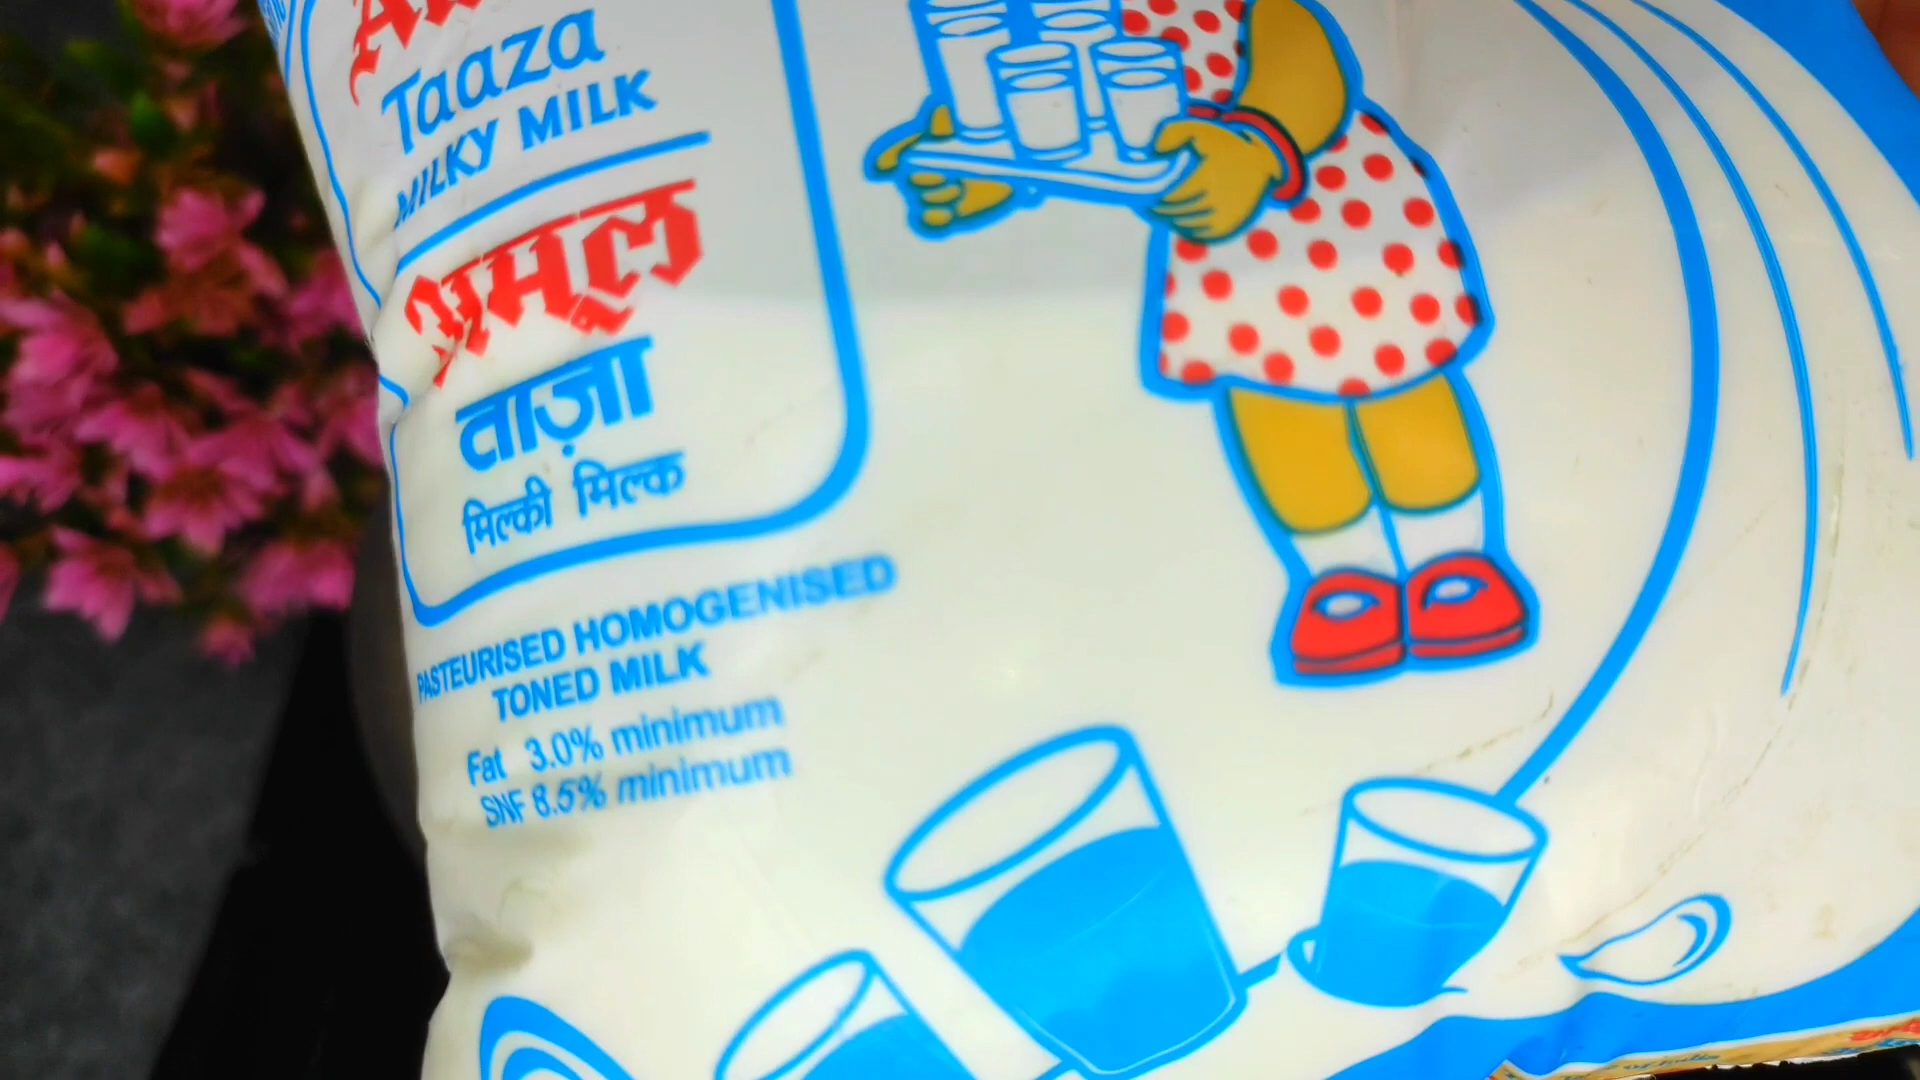 Taaza
MILKY MILK
अमूल
ताज़ा
मिल्की मिल्क
PASTEURISED HOMOGENISED
TONED MILK
Fat 3.0% minimum
SNF 8.5% minimum